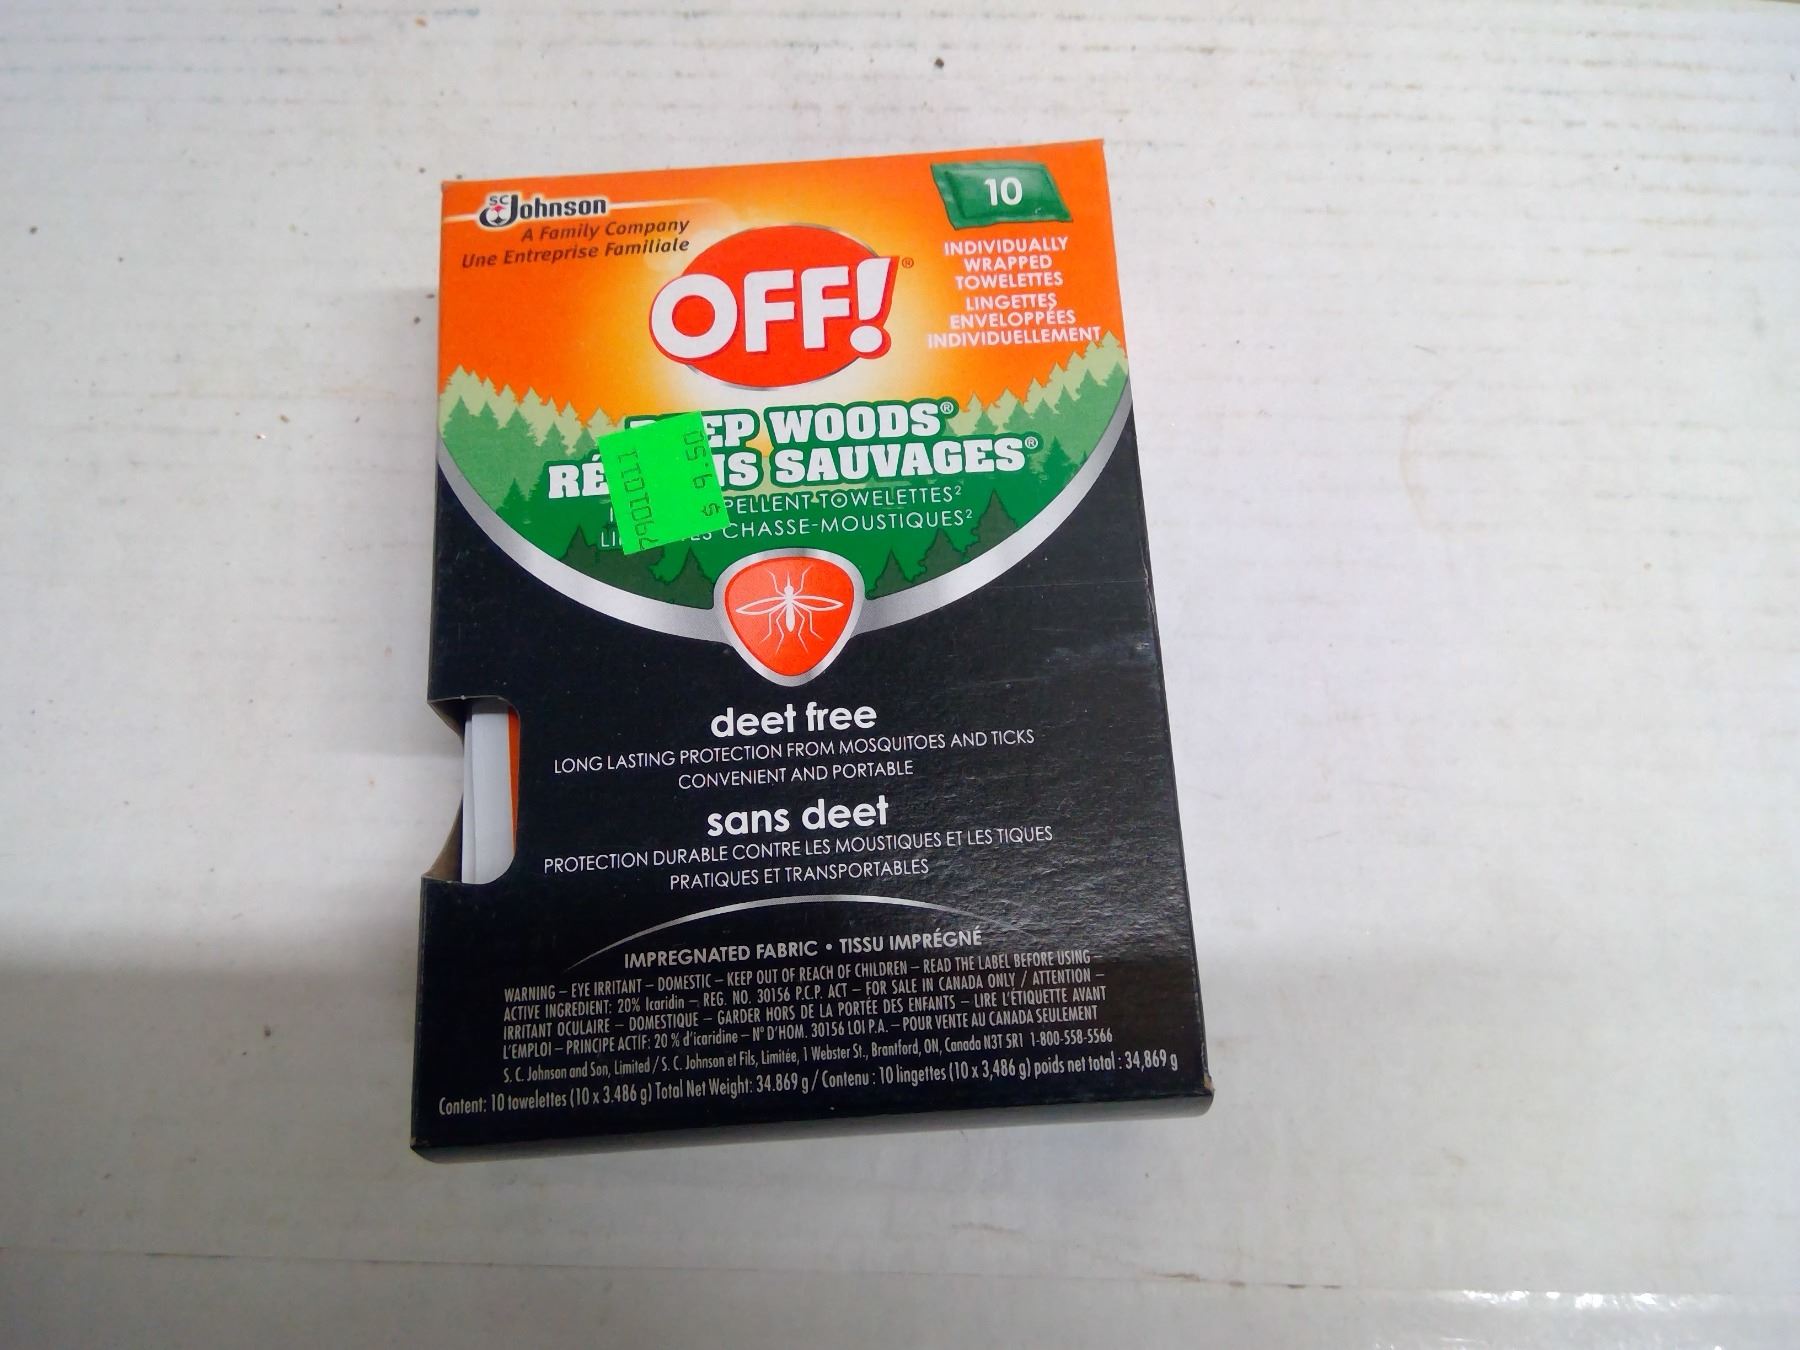 SC Johnson
A Family Company
Une Entreprise Familiale
10
INDIVIDUALLY
WRAPPED
TOWELETTES
LINGETTES
ENVELOPPÉES
INDIVIDUELLEMENT
OFF!®
WOODS®
SAUVAGES®
TOWELETTES²
CHASSE-MOUSTIQUES²
$ 9.50
deet free
LONG LASTING PROTECTION FROM MOSQUITOES AND TICKS
CONVENIENT AND PORTABLE
sans deet
PROTECTION DURABLE CONTRE LES MOUSTIQUES ET LES TIQUES
PRATIQUES ET TRANSPORTABLES
IMPREGNATED FABRIC • TISSU IMPRÉGNÉ
WARNING – EYE IRRITANT – DOMESTIC – KEEP OUT OF REACH OF CHILDREN – READ THE LABEL BEFORE USING –
ACTIVE INGREDIENT: 20% Icaridin – REG. NO. 30156 P.C.P. ACT – FOR SALE IN CANADA ONLY / ATTENTION –
IRRITANT OCULAIRE – DOMESTIQUE – GARDER HORS DE LA PORTÉE DES ENFANTS – LIRE L'ÉTIQUETTE AVANT
L'EMPLOI – PRINCIPE ACTIF: 20 % d'icaridine – N° D'HOM. 30156 LOI P.A. – POUR VENTE AU CANADA SEULEMENT
S. C. Johnson and Son, Limited / S. C. Johnson et Fils, Limitée, 1 Webster St., Brantford, ON, Canada N3T 5R1 1-800-558-5566
Content: 10 towelettes (10 x 3.486 g) Total Net Weight: 34.869 g / Contenu : 10 lingettes (10 x 3,486 g) poids net total : 34,869 g